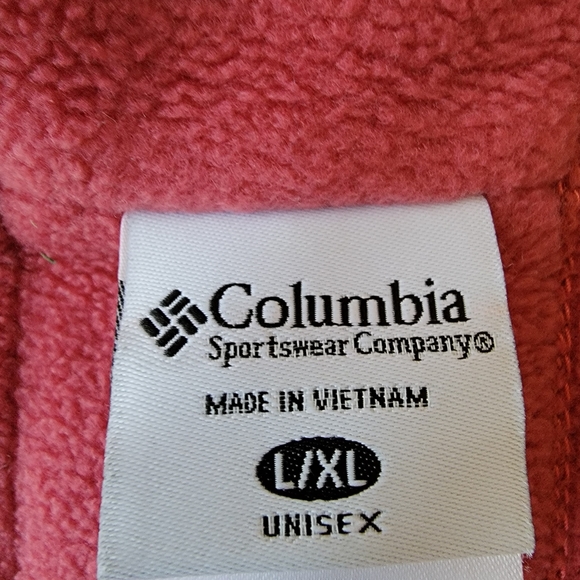 Columbia
Sportswear Company®
MADE IN VIETNAM
L/XL
UNISEX